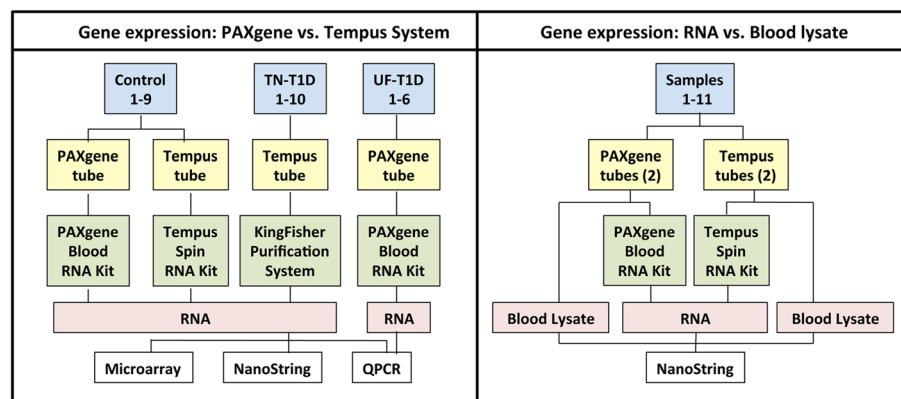 Gene expression: PAXgene vs. Tempus System
Control
1-9
TN-T1D
1-10
UF-T1D
1-6
PAXgene
tube
Tempus
tube
Tempus
tube
PAXgene
tube
PAXgene
Blood
RNA Kit
Tempus
Spin
RNA Kit
KingFisher
Purification
System
PAXgene
Blood
RNA Kit
RNA
RNA
Microarray
NanoString
QPCR
Gene expression: RNA vs. Blood lysate
Samples
1-11
PAXgene
tubes (2)
Tempus
tubes (2)
PAXgene
Blood
RNA Kit
Tempus
Spin
RNA Kit
Blood Lysate
RNA
Blood Lysate
NanoString